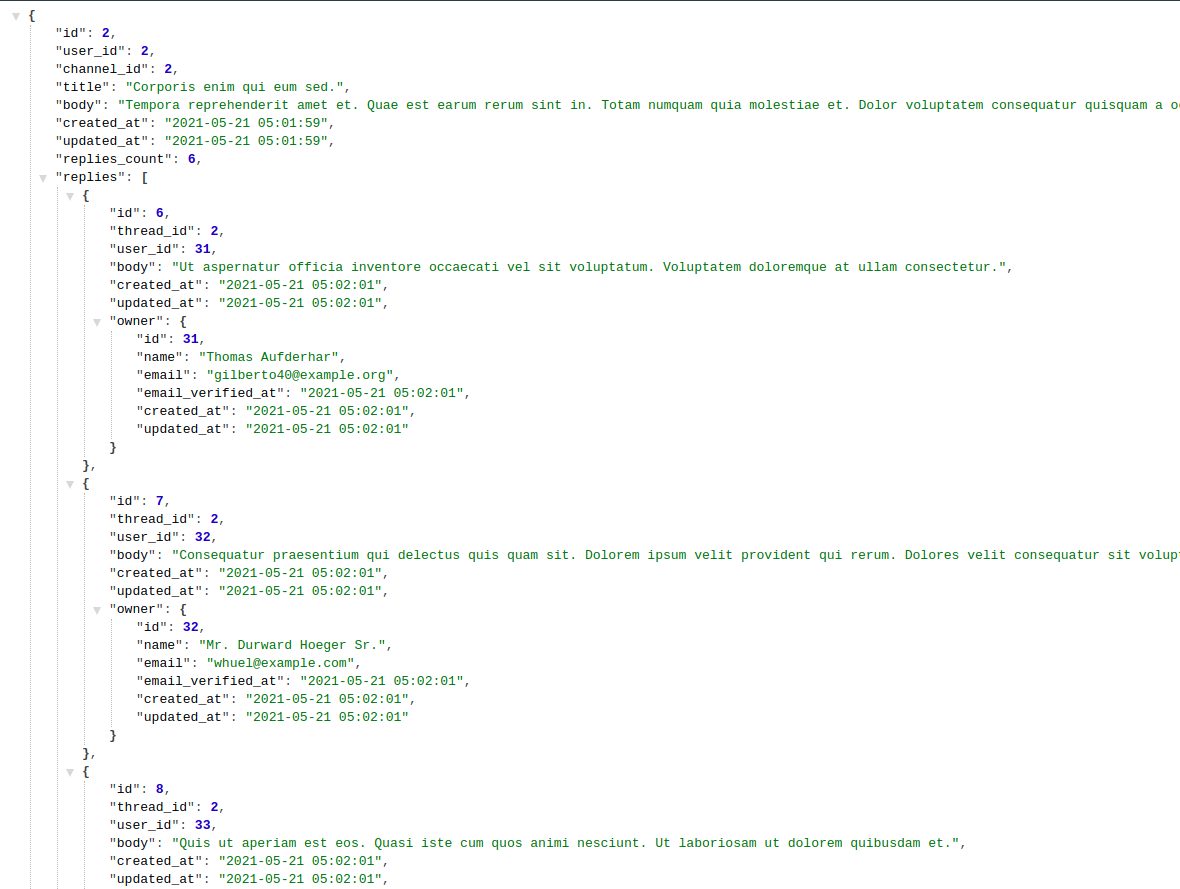 {
"id": 2,
"user_id": 2,
"channel_id": 2,
"title": "Corporis enim qui eum sed.",
"body": "Tempora reprehenderit amet et. Quae est earum rerum sint in. Totam numquam quia molestiae et. Dolor voluptatem consequatur quisquam a
"created_at": "2021-05-21 05:01:59",
"updated_at": "2021-05-21 05:01:59",
"replies_count": 6,
"replies": [
{
"id": 6,
"thread_id": 2,
"user_id": 31,
"body": "Ut aspernatur officia inventore occaecati vel sit voluptatum. Voluptatem doloremque at ullam consectetur.",
"created_at": "2021-05-21 05:02:01",
"updated_at": "2021-05-21 05:02:01",
"owner": {
"id": 31,
"name": "Thomas Aufderhar",
"email": "gilberto40@example.org",
"email_verified_at": "2021-05-21 05:02:01",
"created_at": "2021-05-21 05:02:01",
"updated_at": "2021-05-21 05:02:01"
}
},
{
"id": 7,
"thread_id": 2,
"user_id": 32,
"body": "Consequatur praesentium qui delectus quis quam sit. Dolorem ipsum velit provident qui rerum. Dolores velit consequatur sit volup
"created_at": "2021-05-21 05:02:01",
"updated_at": "2021-05-21 05:02:01",
"owner": {
"id": 32,
"name": "Mr. Durward Hoeger Sr.",
"email": "whuel@example.com",
"email_verified_at": "2021-05-21 05:02:01",
"created_at": "2021-05-21 05:02:01",
"updated_at": "2021-05-21 05:02:01"
}
},
{
"id": 8,
"thread_id": 2,
"user_id": 33,
"body": "Quis ut aperiam est eos. Quasi iste cum quos animi nesciunt. Ut laboriosam ut dolorem quibusdam et.",
"created_at": "2021-05-21 05:02:01",
"updated_at": "2021-05-21 05:02:01",